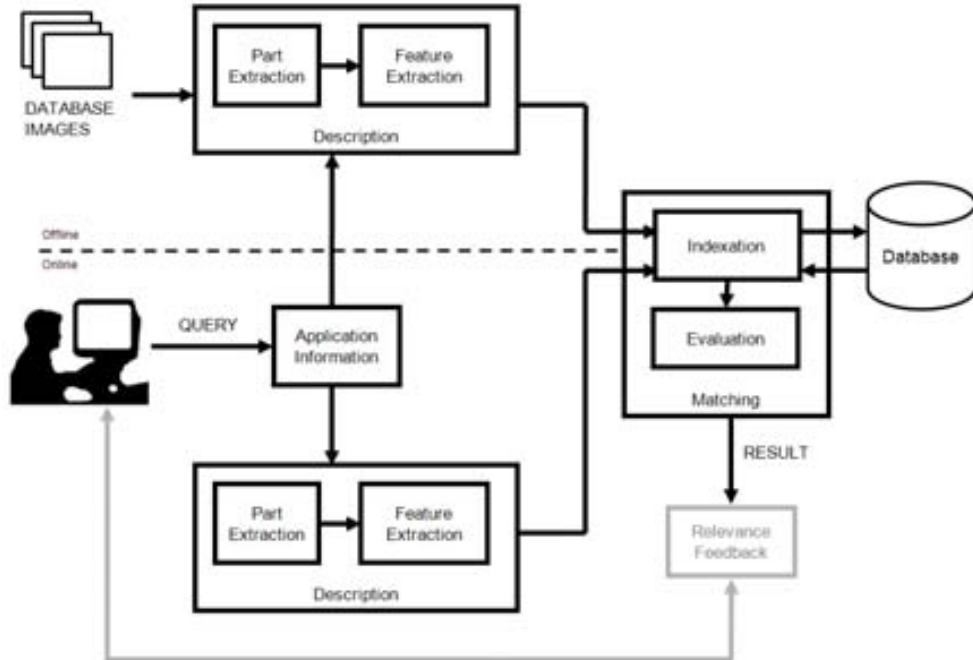 Part
Extraction
Feature
Extraction
DATABASE
IMAGES
Description
Offline
Online
Indexation
Database
QUERY
Application
Information
Evaluation
Matching
RESULT
Part
Extraction
Feature
Extraction
Relevance
Feedback
Description